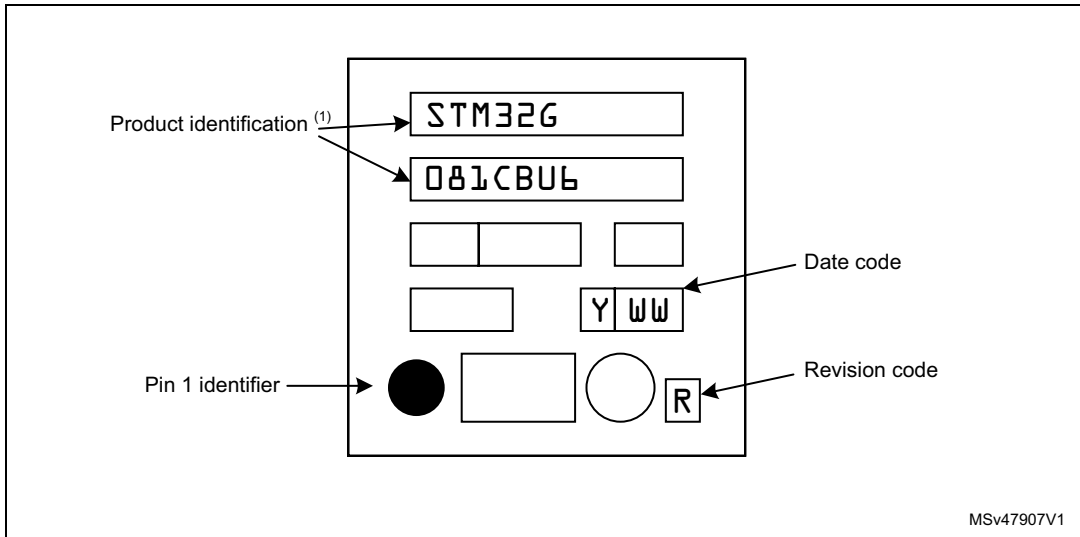 Product identification (1)
STM32G
081CBU6
Date code
Y WW
Pin 1 identifier
Revision code
R
MSv47907V1